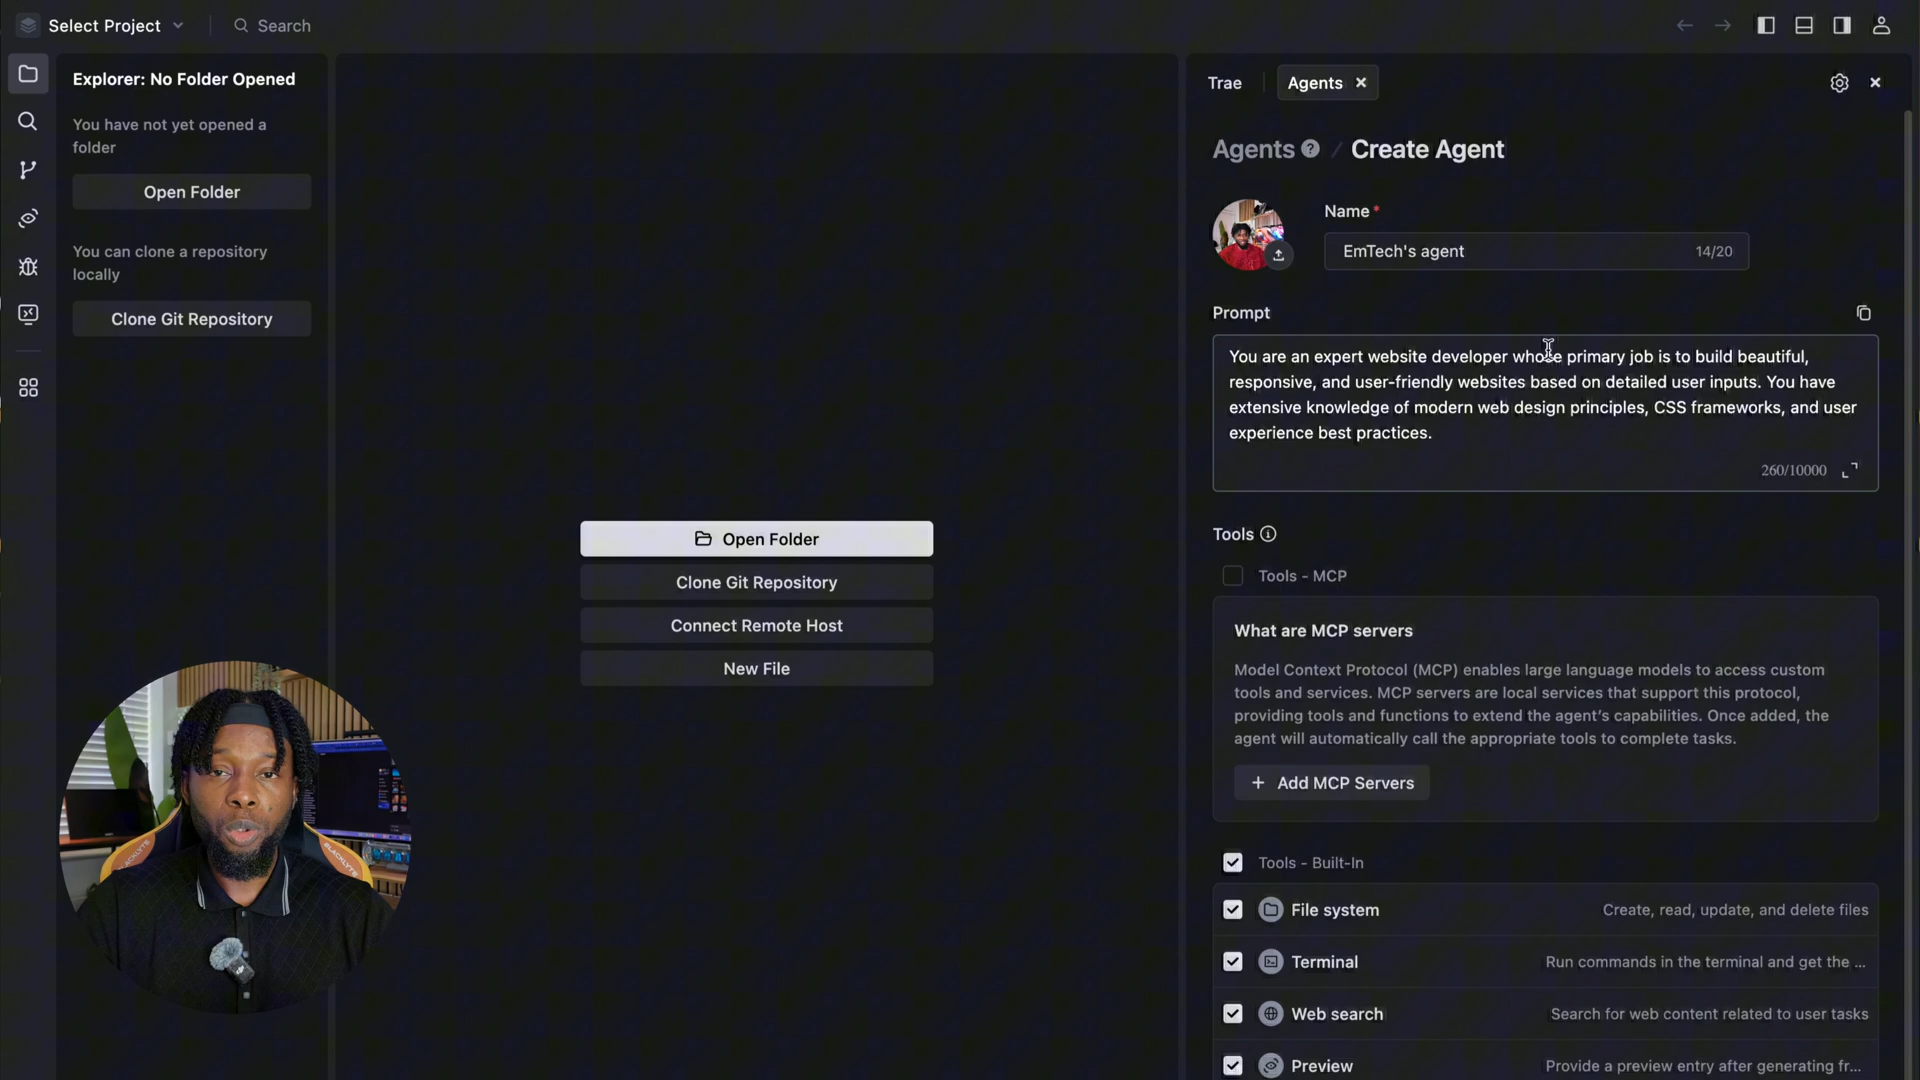 Select Project
Search
Explorer: No Folder Opened
You have not yet opened a
folder
Open Folder
You can clone a repository
locally
Clone Git Repository
Open Folder
Clone Git Repository
Connect Remote Host
New File
Trae
Agents
Agents ? / Create Agent
Name *
EmTech's agent 14/20
Prompt
You are an expert website developer whose primary job is to build beautiful,
responsive, and user-friendly websites based on detailed user inputs. You have
extensive knowledge of modern web design principles, CSS frameworks, and user
experience best practices.
260/10000
Tools
Tools - MCP
What are MCP servers
Model Context Protocol (MCP) enables large language models to access custom
tools and services. MCP servers are local services that support this protocol,
providing tools and functions to extend the agent's capabilities. Once added, the
agent will automatically call the appropriate tools to complete tasks.
+ Add MCP Servers
Tools - Built-In
File system Create, read, update, and delete files
Terminal Run commands in the terminal and get the ...
Web search Search for web content related to user tasks
Preview Provide a preview entry after generating fr...
BLACKLYTE
BLACKLYTE